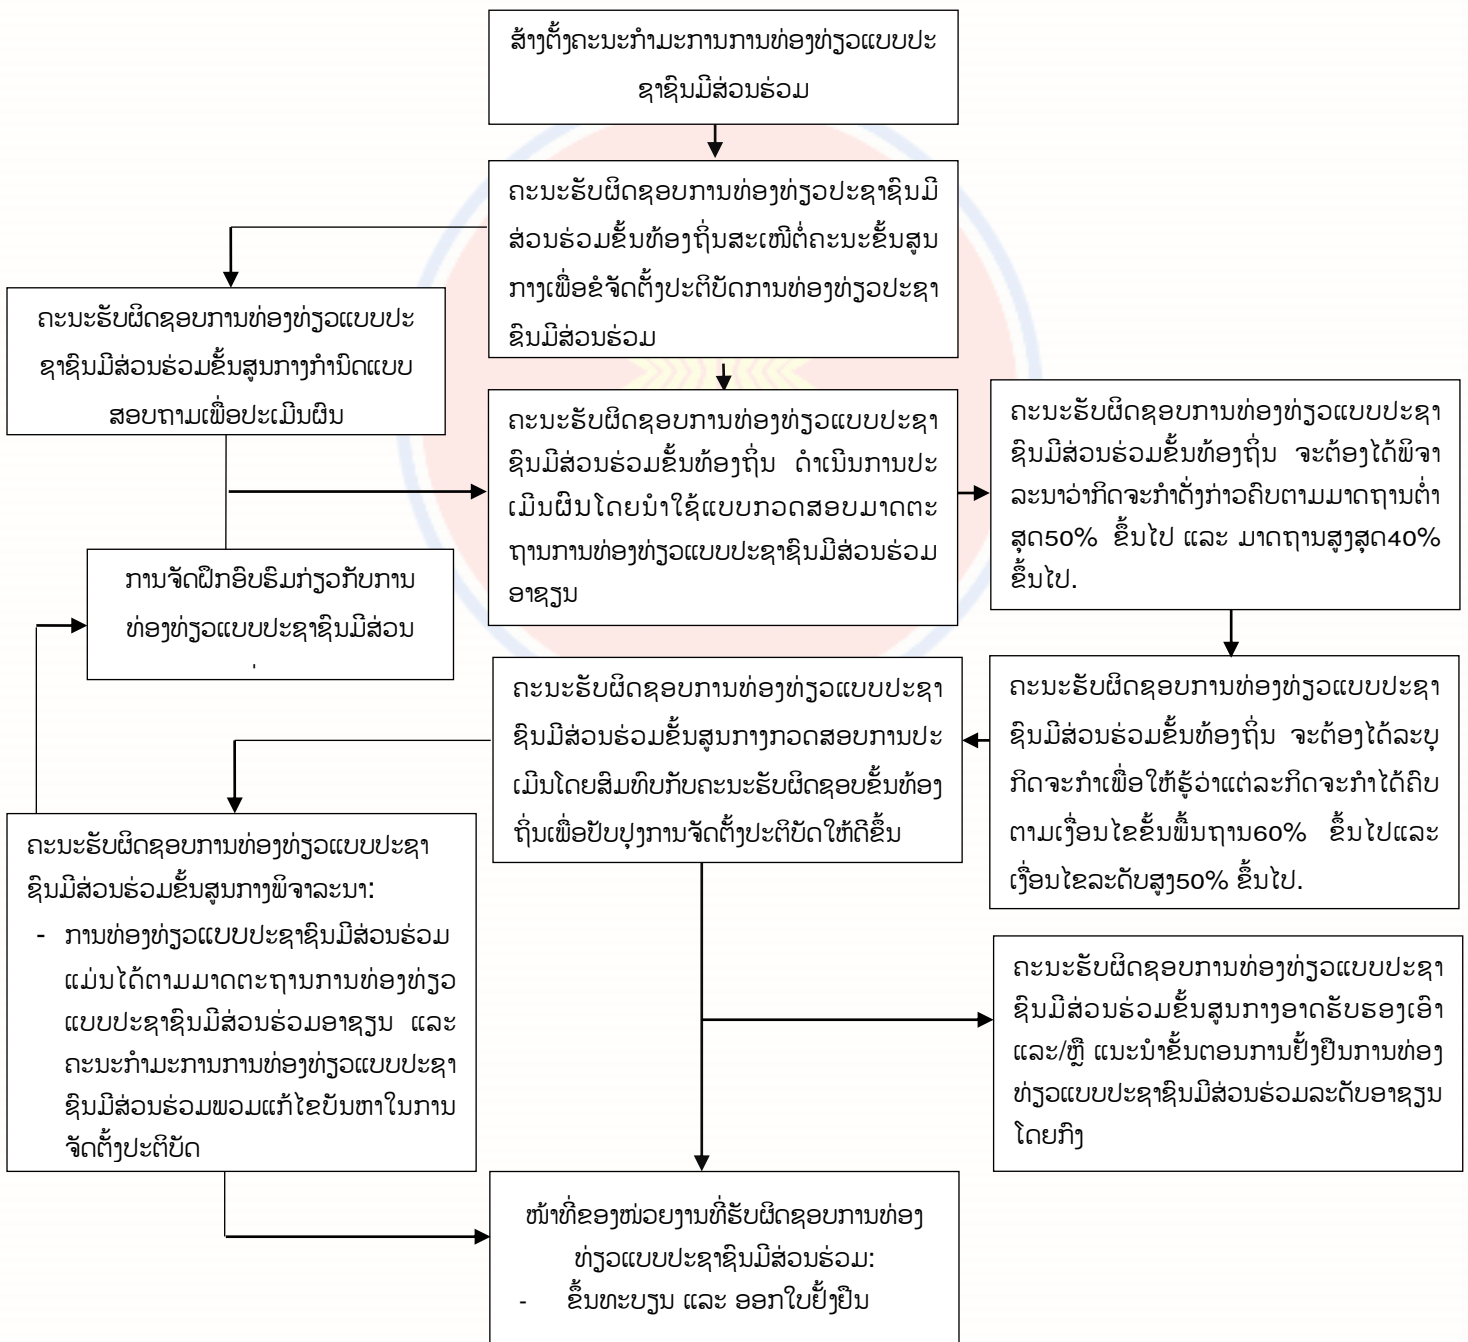 ສ້າງຕັ້ງຄະນະກຳມະການການທ່ອງທ່ຽວແບບປະ
ຊາຊົນມີສ່ວນຮ່ວມ
ຄະນະຮັບຜິດຊອບການທ່ອງທ່ຽວປະຊາຊົນມີ
ສ່ວນຮ່ວມຂັ້ນທ້ອງຖິ່ນສະເໜີຕໍ່ຄະນະຂັ້ນສູນ
ກາງເພື່ອຂໍຈັດຕັ້ງປະຕິບັດການທ່ອງທ່ຽວປະຊາ
ຊົນມີສ່ວນຮ່ວມ
ຄະນະຮັບຜິດຊອບການທ່ອງທ່ຽວແບບປະ
ຊາຊົນມີສ່ວນຮ່ວມຂັ້ນສູນກາງກຳນົດແບບ
ສອບຖາມເພື່ອປະເມີນຜົນ
ຄະນະຮັບຜິດຊອບການທ່ອງທ່ຽວແບບປະຊາ
ຊົນມີສ່ວນຮ່ວມຂັ້ນທ້ອງຖິ່ນ ດຳເນີນການປະ
ເມີນຜົນໂດຍນຳໃຊ້ແບບກວດສອບມາດຕະ
ຖານການທ່ອງທ່ຽວແບບປະຊາຊົນມີສ່ວນຮ່ວມ
ອາຊຽນ
ຄະນະຮັບຜິດຊອບການທ່ອງທ່ຽວແບບປະຊາ
ຊົນມີສ່ວນຮ່ວມຂັ້ນທ້ອງຖິ່ນ ຈະຕ້ອງໄດ້ພິຈາ
ລະນາວ່າກິດຈະກຳດັ່ງກ່າວຄົບຕາມມາດຖານຕ່ຳ
ສຸດ50% ຂຶ້ນໄປ ແລະ ມາດຖານສູງສຸດ40%
ຂຶ້ນໄປ.
ການຈັດຝຶກອົບຮົມກ່ຽວກັບການ
ທ່ອງທ່ຽວແບບປະຊາຊົນມີສ່ວນ
ຄະນະຮັບຜິດຊອບການທ່ອງທ່ຽວແບບປະຊາ
ຊົນມີສ່ວນຮ່ວມຂັ້ນສູນກາງກວດສອບການປະ
ເມີນໂດຍສົມທົບກັບຄະນະຮັບຜິດຊອບຂັ້ນທ້ອງ
ຖິ່ນເພື່ອປັບປຸງການຈັດຕັ້ງປະຕິບັດໃຫ້ດີຂຶ້ນ
ຄະນະຮັບຜິດຊອບການທ່ອງທ່ຽວແບບປະຊາ
ຊົນມີສ່ວນຮ່ວມຂັ້ນທ້ອງຖິ່ນ ຈະຕ້ອງໄດ້ລະບຸ
ກິດຈະກຳເພື່ອໃຫ້ຮູ້ວ່າແຕ່ລະກິດຈະກຳໄດ້ຄົບ
ຕາມເງື່ອນໄຂຂັ້ນພື້ນຖານ60% ຂຶ້ນໄປແລະ
ເງື່ອນໄຂລະດັບສູງ50% ຂຶ້ນໄປ.
ຄະນະຮັບຜິດຊອບການທ່ອງທ່ຽວແບບປະຊາ
ຊົນມີສ່ວນຮ່ວມຂັ້ນສູນກາງພິຈາລະນາ:
- ການທ່ອງທ່ຽວແບບປະຊາຊົນມີສ່ວນຮ່ວມ
ແມ່ນໄດ້ຕາມມາດຕະຖານການທ່ອງທ່ຽວ
ແບບປະຊາຊົນມີສ່ວນຮ່ວມອາຊຽນ ແລະ
ຄະນະກຳມະການການທ່ອງທ່ຽວແບບປະຊາ
ຊົນມີສ່ວນຮ່ວມພວມແກ້ໄຂບັນຫາໃນການ
ຈັດຕັ້ງປະຕິບັດ
ຄະນະຮັບຜິດຊອບການທ່ອງທ່ຽວແບບປະຊາ
ຊົນມີສ່ວນຮ່ວມຂັ້ນສູນກາງອາດຮັບຮອງເອົາ
ແລະ/ຫຼື ແນະນຳຂັ້ນຕອນການຢັ້ງຢືນການທ່ອງ
ທ່ຽວແບບປະຊາຊົນມີສ່ວນຮ່ວມລະດັບອາຊຽນ
ໂດຍກົງ
ໜ້າທີ່ຂອງໜ່ວຍງານທີ່ຮັບຜິດຊອບການທ່ອງ
ທ່ຽວແບບປະຊາຊົນມີສ່ວນຮ່ວມ:
- ຂຶ້ນທະບຽນ ແລະ ອອກໃບຢັ້ງຢືນ